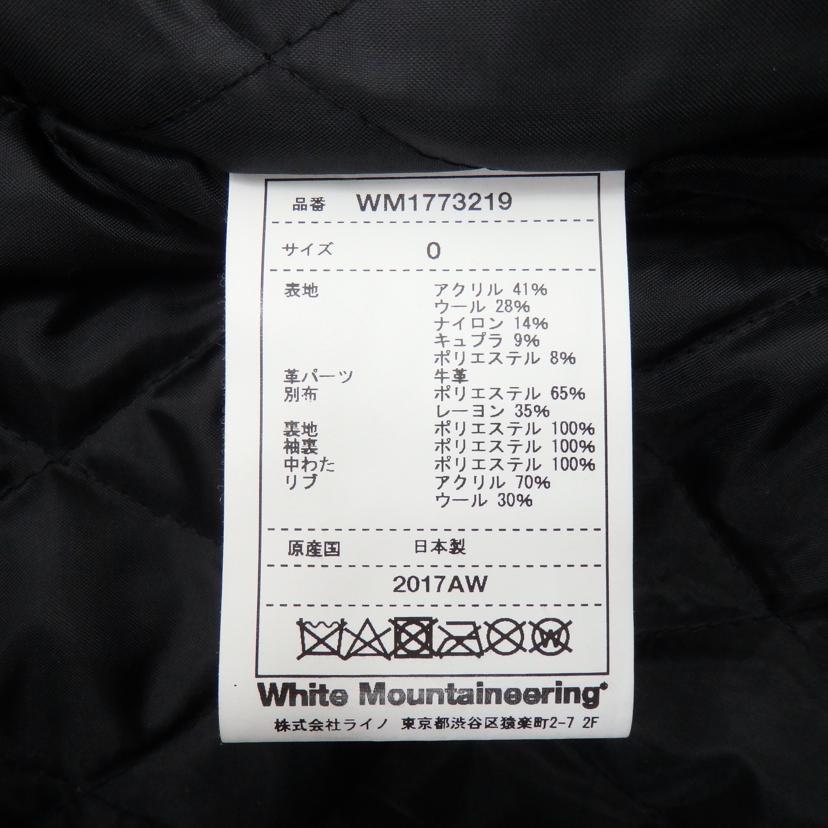 品番 WM1773219
サイズ 0
表地 アクリル 41%
ウール 28%
ナイロン 14%
キュプラ 9%
ポリエステル 8%
革パーツ 牛革
別布 ポリエステル 65%
レーヨン 35%
裏地 ポリエステル 100%
袖裏 ポリエステル 100%
中わた ポリエステル 100%
リブ アクリル 70%
ウール 30%
原産国 日本製
2017AW
W
White Mountaineering®
株式会社ライノ 東京都渋谷区猿楽町2-7 2F